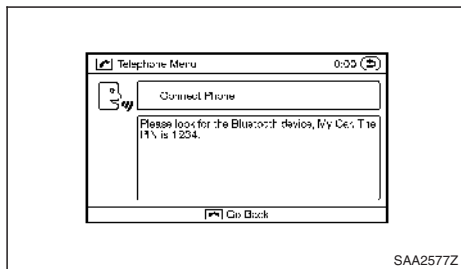 Telephone Menu 0:00
Connect Phone
Please look for the Bluetooth device, My Car. The
PIN is 1234.
Go Back
SAA2577Z